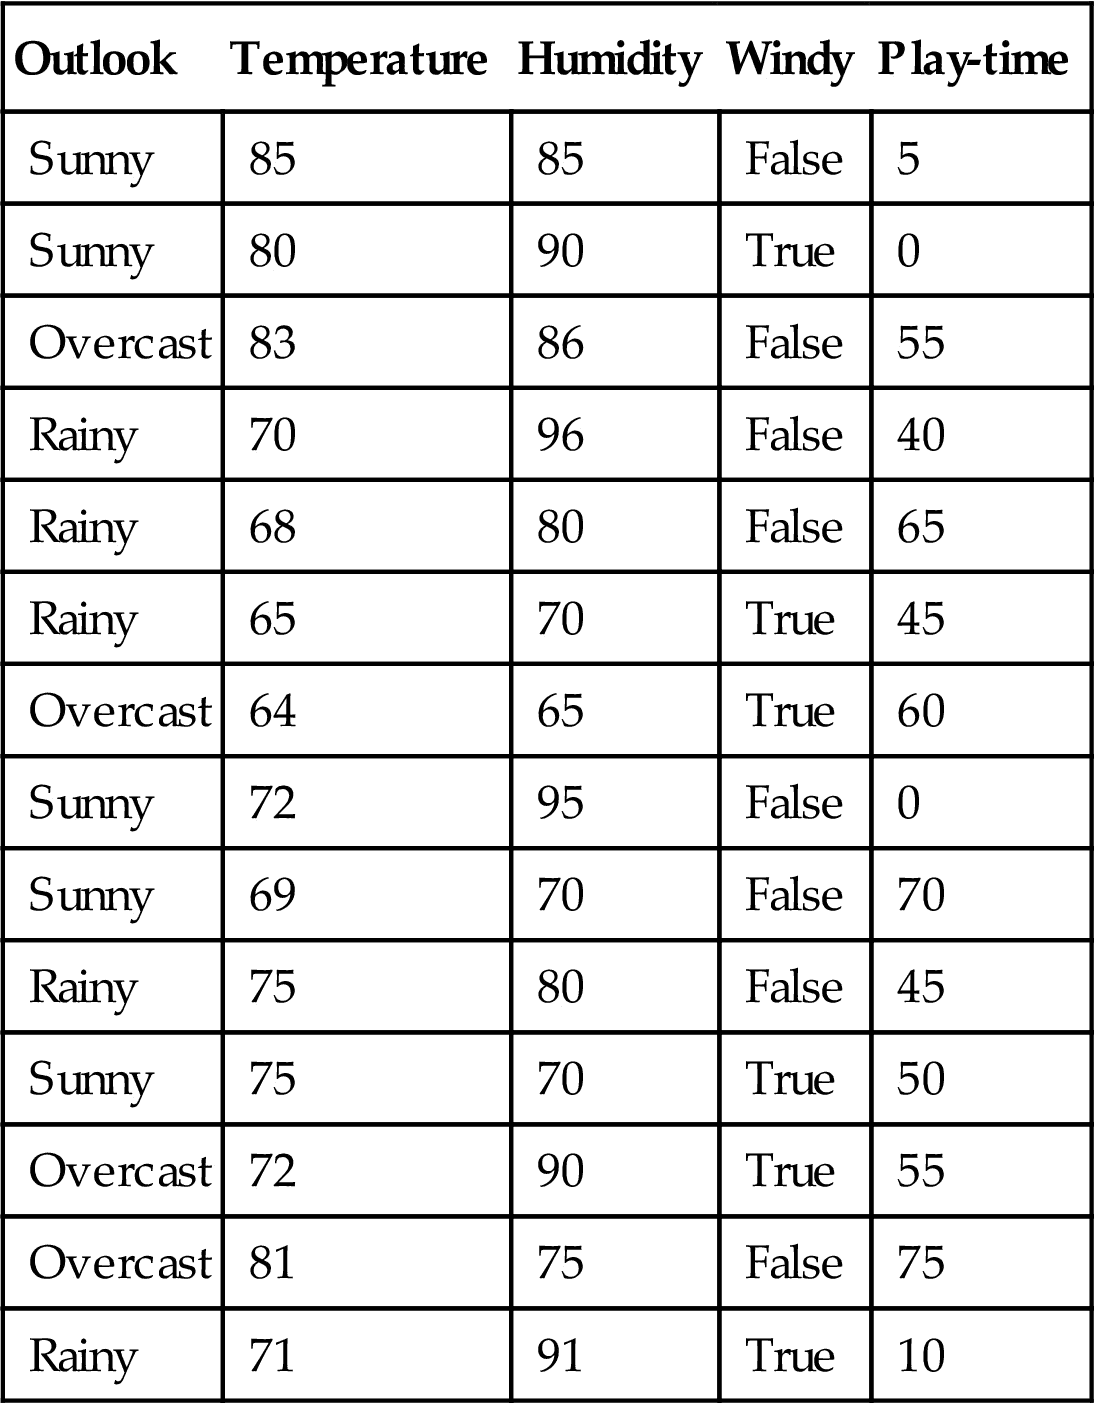 Outlook Temperature Humidity Windy Play-time
Sunny 85 85 False 5
Sunny 80 90 True 0
Overcast 83 86 False 55
Rainy 70 96 False 40
Rainy 68 80 False 65
Rainy 65 70 True 45
Overcast 64 65 True 60
Sunny 72 95 False 0
Sunny 69 70 False 70
Rainy 75 80 False 45
Sunny 75 70 True 50
Overcast 72 90 True 55
Overcast 81 75 False 75
Rainy 71 91 True 10